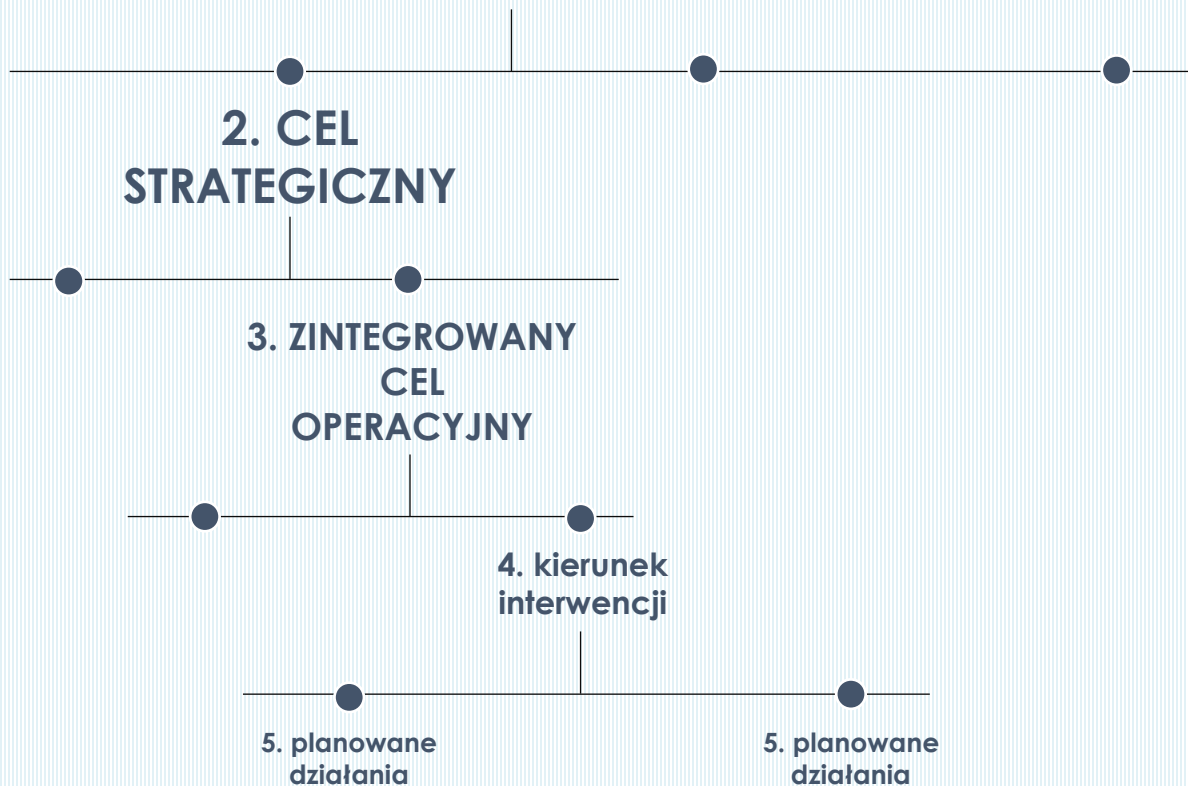 2. CEL
STRATEGICZNY
3. ZINTEGROWANY
CEL
OPERACYJNY
4. kierunek
interwencji
5. planowane
działania
5. planowane
działania